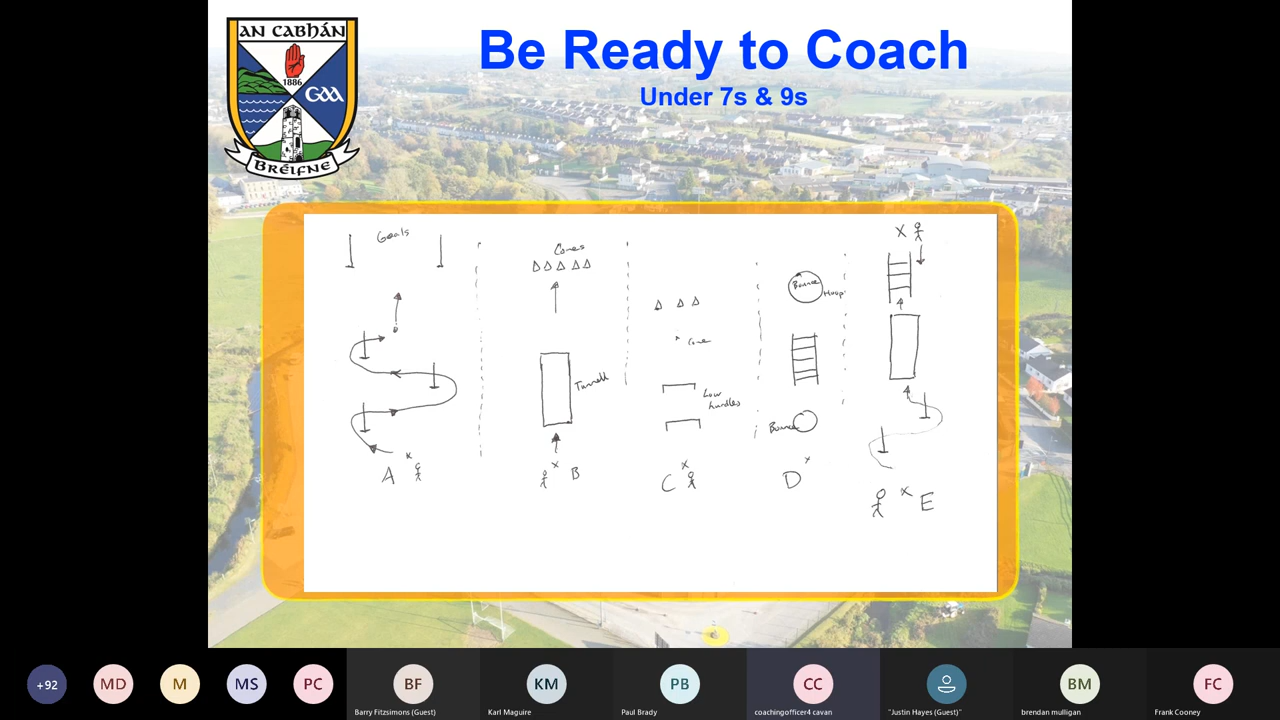 AN CABHÁN
1886
GAA
BRÉIFNE
Be Ready to Coach
Under 7s & 9s
Goals
Cones
Tunnell
Cone
Low
hurdles
Bounce
Hoop
Bounce
X
A
x
x
B
x
C
x
D
x
E
+92
MD
M
MS
PC
BF
KM
PB
CC
BM
FC
Barry Fitzsimons (Guest)
Karl Maguire
Paul Brady
coachingofficer4 cavan
"Justin Hayes (Guest)"
brendan mulligan
Frank Cooney